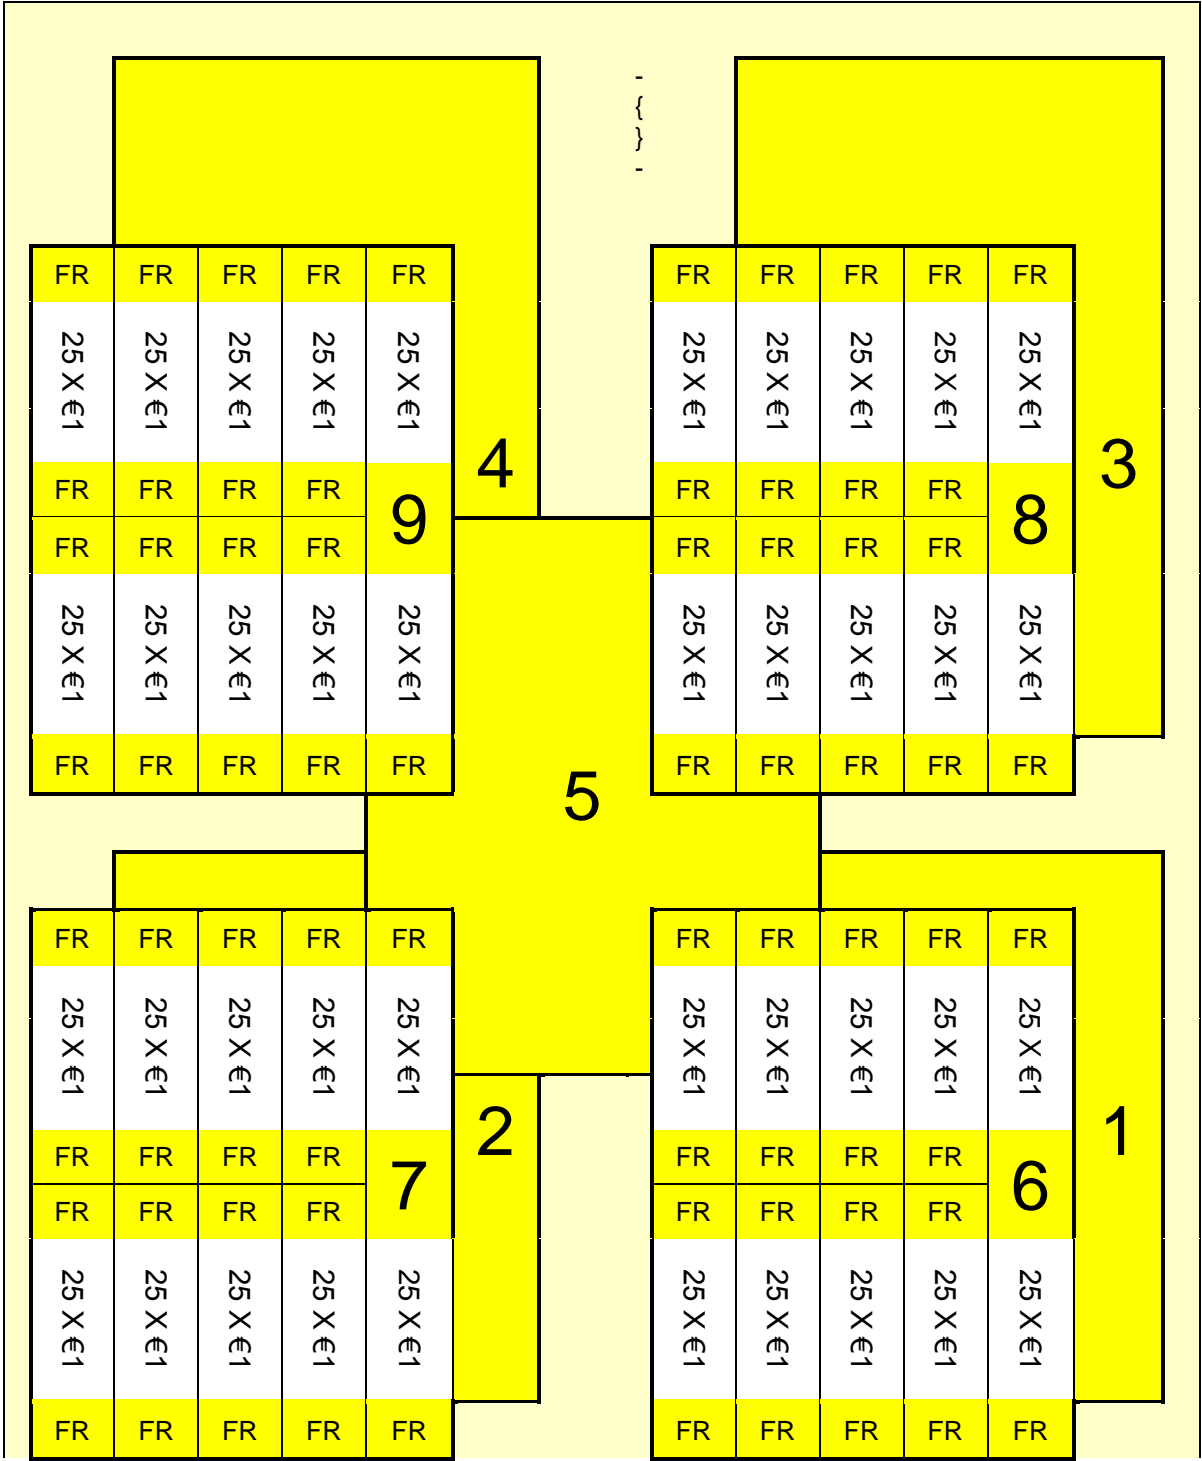 -
{
}
-
FR FR FR FR FR FR FR FR FR FR
25 X €1 25 X €1 25 X €1 25 X €1 25 X €1 25 X €1 25 X €1 25 X €1 25 X €1 25 X €1
4 3
FR FR FR FR 9 FR FR FR FR 8
FR FR FR FR FR FR FR FR
25 X €1 25 X €1 25 X €1 25 X €1 25 X €1 25 X €1 25 X €1 25 X €1 25 X €1 25 X €1
FR FR FR FR FR FR FR FR FR FR
5
FR FR FR FR FR FR FR FR FR FR
25 X €1 25 X €1 25 X €1 25 X €1 25 X €1 25 X €1 25 X €1 25 X €1 25 X €1 25 X €1
2 1
FR FR FR FR 7 FR FR FR FR 6
FR FR FR FR FR FR FR FR
25 X €1 25 X €1 25 X €1 25 X €1 25 X €1 25 X €1 25 X €1 25 X €1 25 X €1 25 X €1
FR FR FR FR FR FR FR FR FR FR